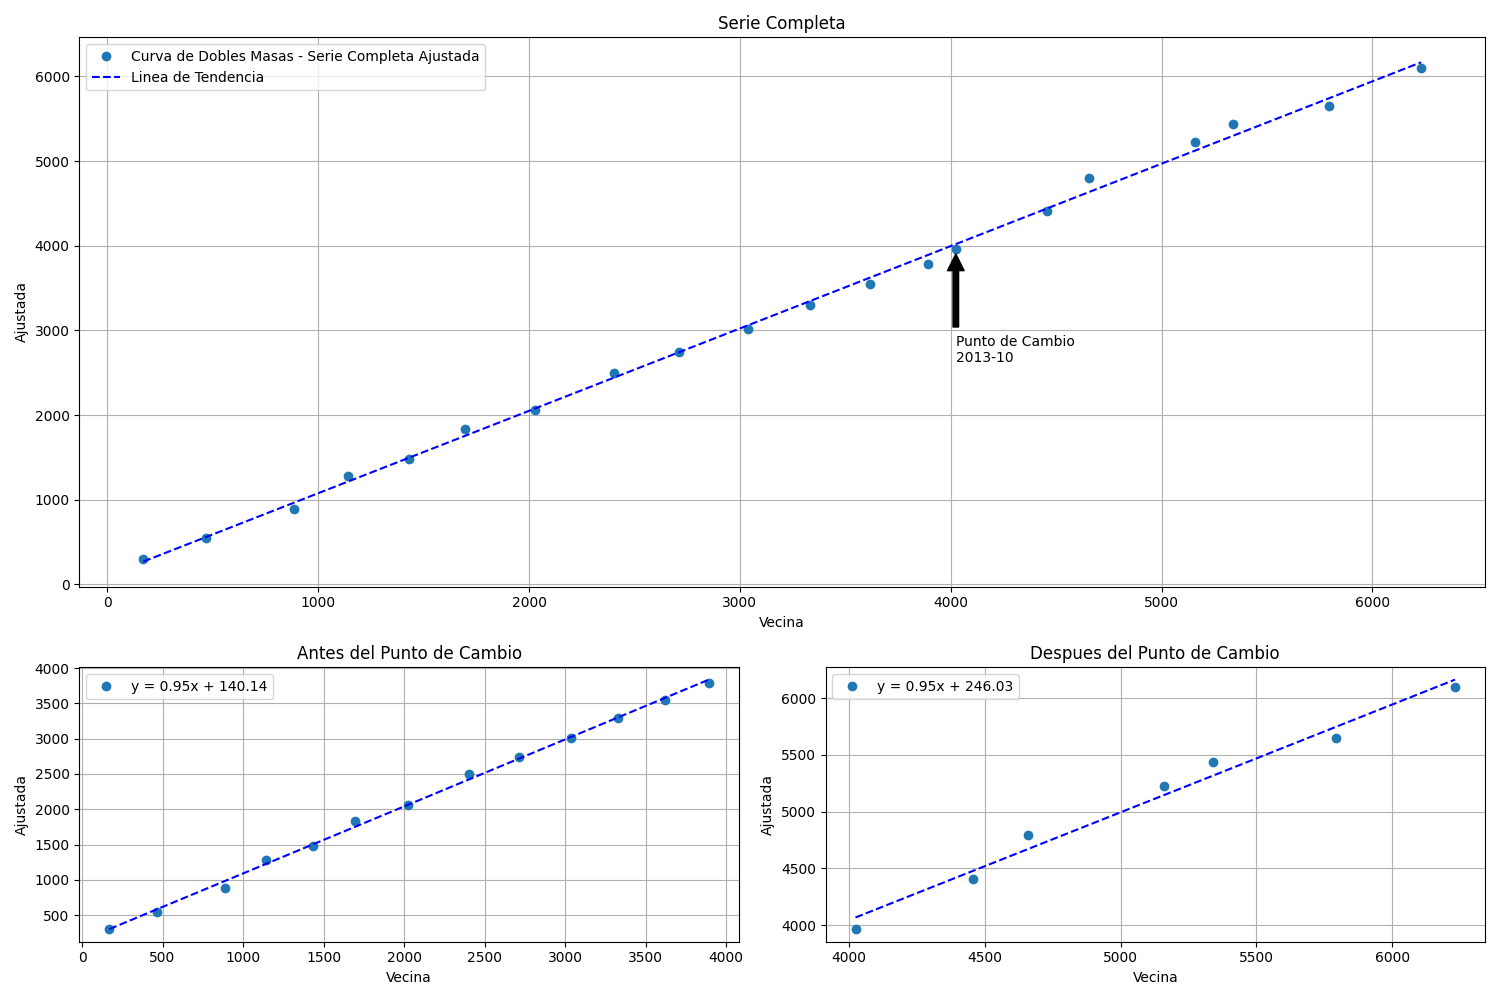 Serie Completa
Curva de Dobles Masas - Serie Completa Ajustada
Linea de Tendencia
6000
5000
4000
3000
2000
1000
0
Ajustada
Punto de Cambio
2013-10
0 1000 2000 3000 4000 5000 6000
Vecina
Antes del Punto de Cambio
y = 0.95x + 140.14
4000
3500
3000
2500
2000
1500
1000
500
Ajustada
0 500 1000 1500 2000 2500 3000 3500 4000
Vecina
Despues del Punto de Cambio
y = 0.95x + 246.03
6000
5500
5000
4500
4000
Ajustada
4000 4500 5000 5500 6000
Vecina